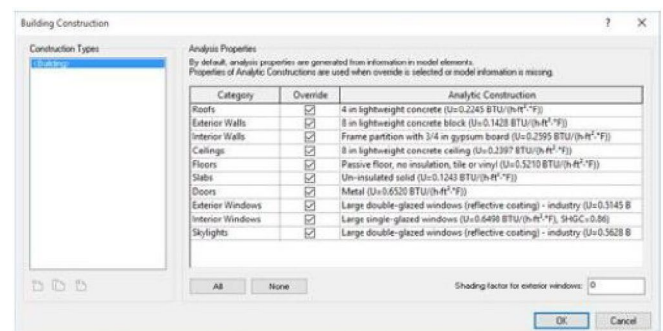 Building Construction
? ×
Construction Types
<Building>
Analysis Properties
By default, analysis properties are generated from information in model elements.
Properties of Analytic Constructions are used when override is selected or model information is missing.
Category Override Analytic Construction
Roofs 4 in lightweight concrete (U=0.2245 BTU/(h·ft²·°F))
Exterior Walls 8 in lightweight concrete block (U=0.1428 BTU/(h·ft²·°F))
Interior Walls Frame partition with 3/4 in gypsum board (U=0.2595 BTU/(h·ft²·°F))
Ceilings 8 in lightweight concrete ceiling (U=0.2397 BTU/(h·ft²·°F))
Floors Passive floor, no insulation, tile or vinyl (U=0.5210 BTU/(h·ft²·°F))
Slabs Un-insulated solid (U=0.1243 BTU/(h·ft²·°F))
Doors Metal (U=0.6520 BTU/(h·ft²·°F))
Exterior Windows Large double-glazed windows (reflective coating) - industry (U=0.5145 B
Interior Windows Large single-glazed windows (U=0.6498 BTU/(h·ft²·°F), SHGC=0.86)
Skylights Large double-glazed windows (reflective coating) - industry (U=0.5628 B
All None Shading factor for exterior windows: 0
OK Cancel